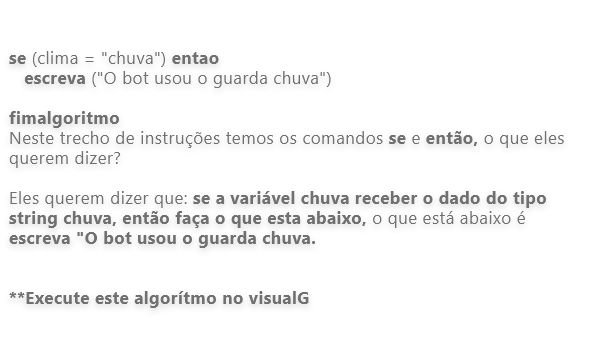 se (clima = "chuva") entao
escreva ("O bot usou o guarda chuva")
fimalgoritmo
Neste trecho de instruções temos os comandos se e então, o que eles
querem dizer?
Eles querem dizer que: se a variável chuva receber o dado do tipo
string chuva, então faça o que esta abaixo, o que está abaixo é
escreva "O bot usou o guarda chuva.
**Execute este algorítmo no visualG